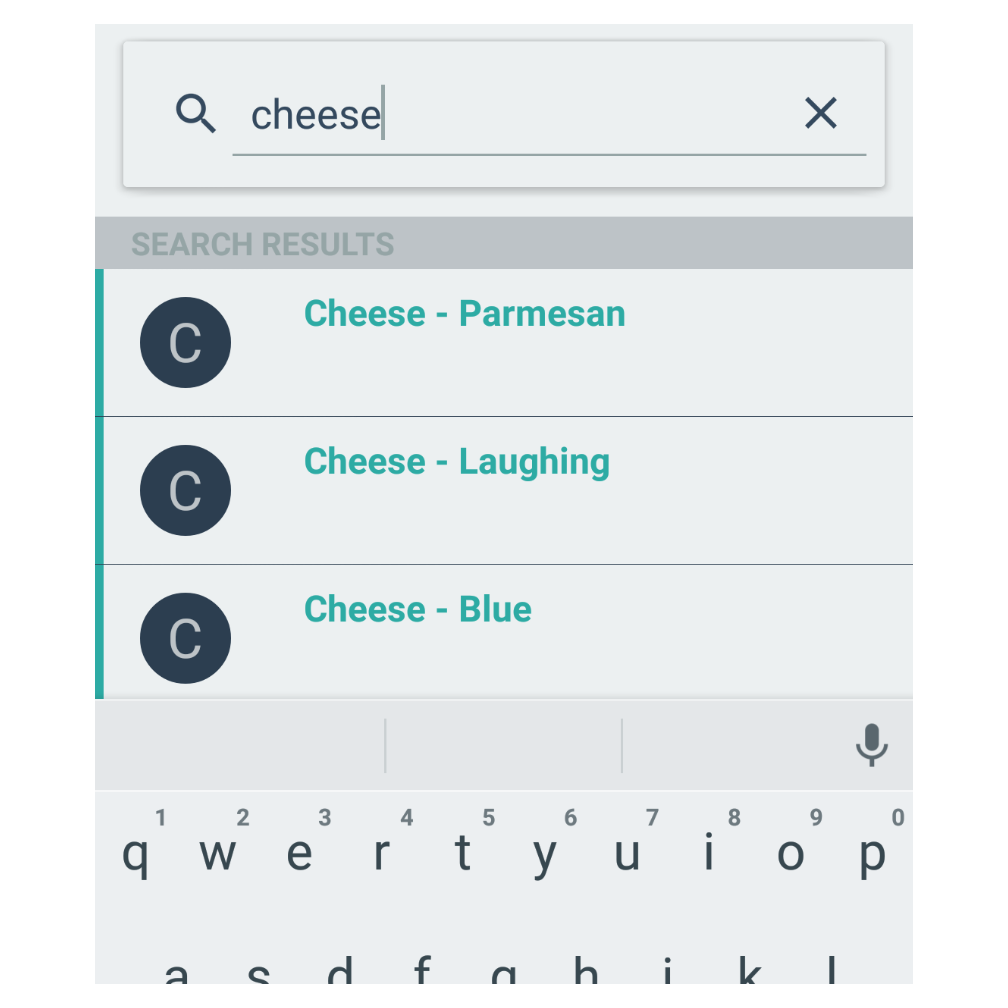 cheese
SEARCH RESULTS
C Cheese - Parmesan
C Cheese - Laughing
C Cheese - Blue
1 2 3 4 5 6 7 8 9 0
q w e r t y u i o p
a s d f g h j k l